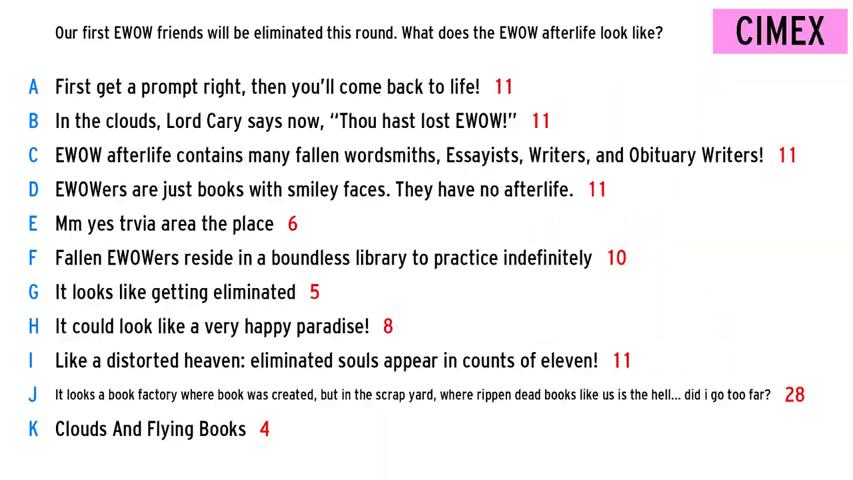 Our first EWOW friends will be eliminated this round. What does the EWOW afterlife look like?
CIMEX
A First get a prompt right, then you'll come back to life! 11
B In the clouds, Lord Cary says now, “Thou hast lost EWOW!” 11
C EWOW afterlife contains many fallen wordsmiths, Essayists, Writers, and Obituary Writers! 11
D EWOWers are just books with smiley faces. They have no afterlife. 11
E Mm yes trvia area the place 6
F Fallen EWOWers reside in a boundless library to practice indefinitely 10
G It looks like getting eliminated 5
H It could look like a very happy paradise! 8
I Like a distorted heaven: eliminated souls appear in counts of eleven! 11
J It looks a book factory where book was created, but in the scrap yard, where rippen dead books like us is the hell... did i go too far? 28
K Clouds And Flying Books 4